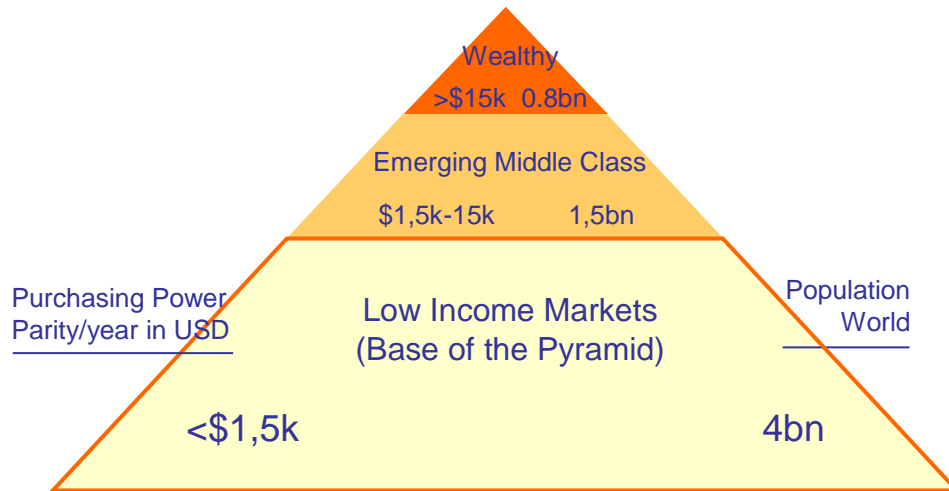 Wealthy
>$15k 0.8bn
Emerging Middle Class
$1,5k-15k 1,5bn
Purchasing Power
Parity/year in USD
Low Income Markets
(Base of the Pyramid)
Population
World
<$1,5k 4bn